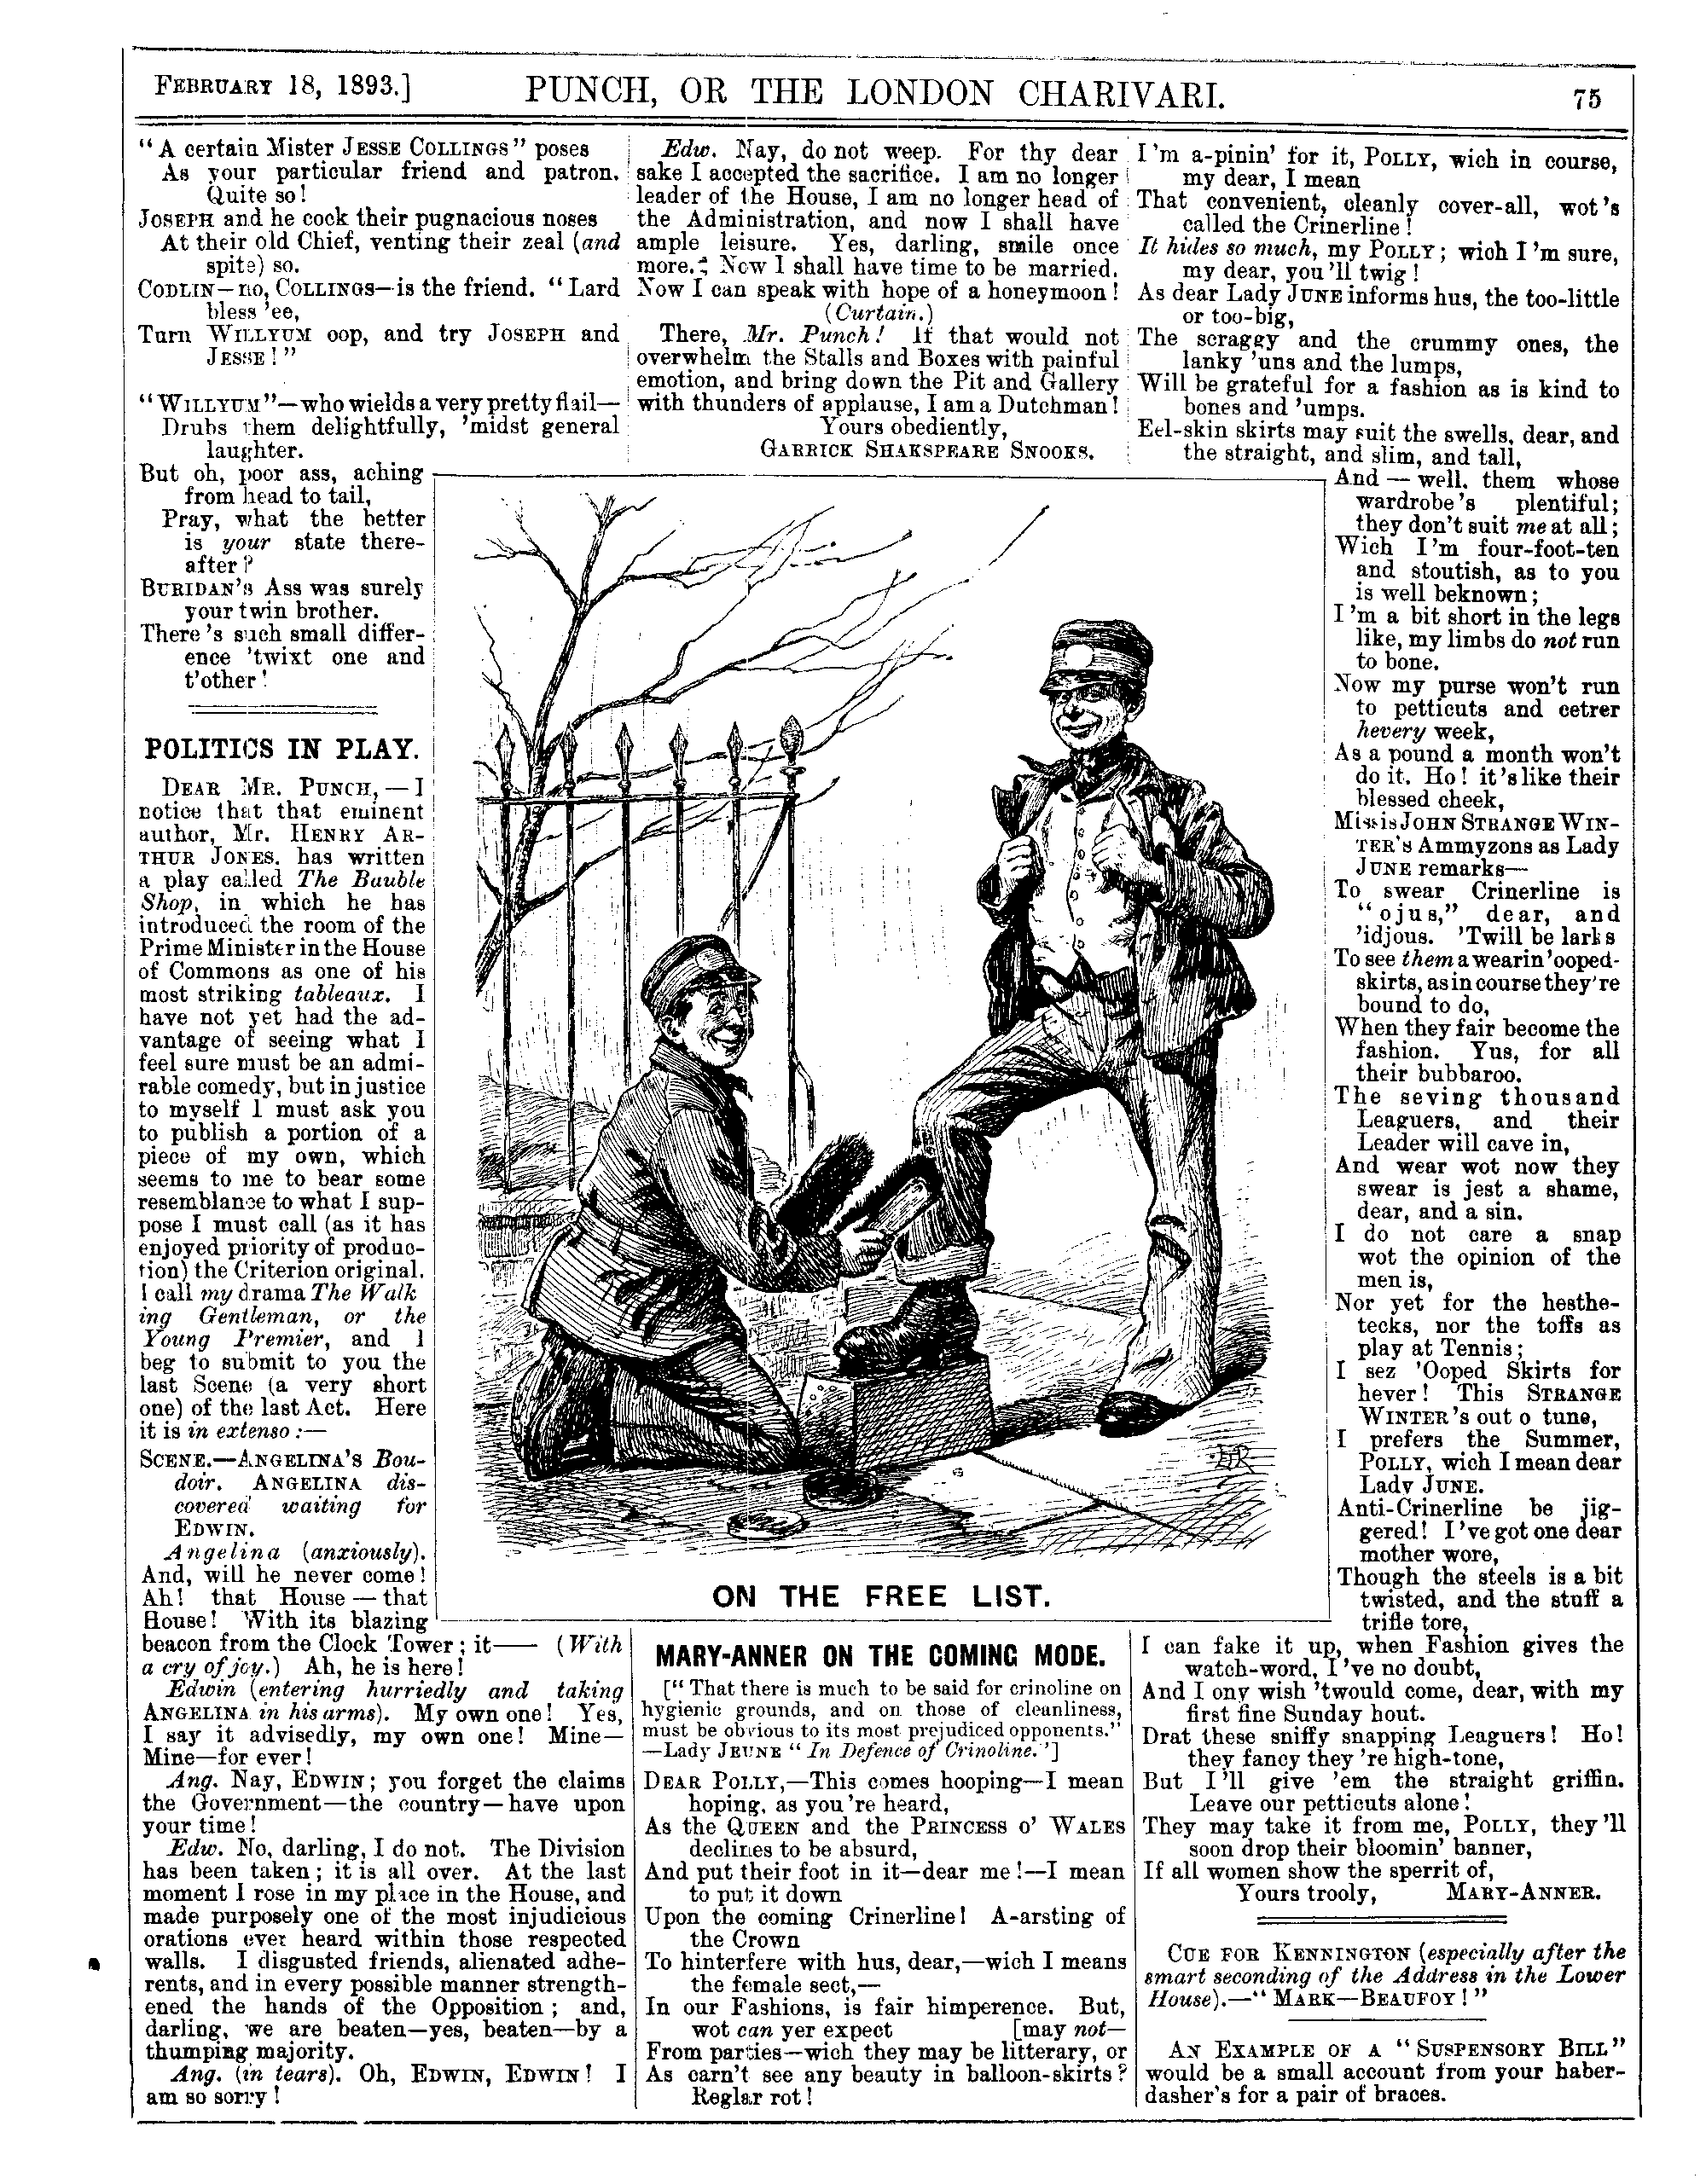 FEBRUARY 18, 1893.]
PUNCH, OR THE LONDON CHARIVARI.
75
"A certain Mister JESSE COLLINGS" poses
As your particular friend and patron.
Quite so!
JOSEPH and he cock their pugnacious noses
At their old Chief, venting their zeal (and
spite) so.
CODLIN—no, COLLINGS—is the friend. "Lard
bless 'ee,
Turn WILLYUM oop, and try JOSEPH and
JESSE!"
"WILLYUM"—who wields a very pretty flail—
Drubs them delightfully, 'midst general
laughter.
But oh, poor ass, aching
from head to tail,
Pray, what the better
is your state there-
after?
BURIDAN'S Ass was surely
your twin brother.
There's such small differ-
ence 'twixt one and
t'other!
POLITICS IN PLAY.
DEAR MR. PUNCH,—I
notice that that eminent
author, Mr. HENRY AR-
THUR JONES, has written
a play called The Bauble
Shop, in which he has
introduced the room of the
Prime Minister in the House
of Commons as one of his
most striking tableaux. I
have not yet had the ad-
vantage of seeing what I
feel sure must be an admi-
rable comedy, but in justice
to myself I must ask you
to publish a portion of a
piece of my own, which
seems to me to bear some
resemblance to what I sup-
pose I must call (as it has
enjoyed priority of produc-
tion) the Criterion original.
I call my drama The Walk
ing Gentleman, or the
Young Premier, and I
beg to submit to you the
last Scene (a very short
one) of the last Act. Here
it is in extenso:—
SCENE.—ANGELINA'S Bou-
doir. ANGELINA dis-
covered waiting for
EDWIN.
Angelina (anxiously).
And, will he never come!
Ah! that House—that
House! With its blazing
beacon from the Clock Tower; it—— (With
a cry of joy.) Ah, he is here!
Edwin (entering hurriedly and taking
ANGELINA in his arms). My own one! Yes,
I say it advisedly, my own one! Mine—
Mine—for ever!
Ang. Nay, EDWIN; you forget the claims
the Government—the country—have upon
your time!
Edw. No, darling, I do not. The Division
has been taken; it is all over. At the last
moment I rose in my place in the House, and
made purposely one of the most injudicious
orations ever heard within those respected
walls. I disgusted friends, alienated adhe-
rents, and in every possible manner strength-
ened the hands of the Opposition; and,
darling, we are beaten—yes, beaten—by a
thumping majority.
Ang. (in tears). Oh, EDWIN, EDWIN! I
am so sorry!
Edw. Nay, do not weep. For thy dear
sake I accepted the sacrifice. I am no longer
leader of the House, I am no longer head of
the Administration, and now I shall have
ample leisure. Yes, darling, smile once
more. Now I shall have time to be married.
Now I can speak with hope of a honeymoon!
(Curtain.)
There, Mr. Punch! If that would not
overwhelm the Stalls and Boxes with painful
emotion, and bring down the Pit and Gallery
with thunders of applause, I am a Dutchman!
Yours obediently,
GARRICK SHAKSPEARE SNOOKS.
ON THE FREE LIST.
MARY-ANNER ON THE COMING MODE.
["That there is much to be said for crinoline on
hygienic grounds, and on those of cleanliness,
must be obvious to its most prejudiced opponents."
—Lady JEUNE "In Defence of Crinoline."]
DEAR POLLY,—This comes hooping—I mean
hoping, as you're heard,
As the QUEEN and the PRINCESS O' WALES
declines to be absurd,
And put their foot in it—dear me!—I mean
to put it down
Upon the coming Crinerline! A-arsting of
the Crown
To hinterfere with hus, dear,—wich I means
the female sect,—
In our Fashions, is fair himperence. But,
wot can yer expect [may not—
From parties—wich they may be litterary, or
As carn't see any beauty in balloon-skirts?
Reglar rot!
I'm a-pinin' for it, POLLY, wich in course,
my dear, I mean
That convenient, cleanly cover-all, wot's
called the Crinerline!
It hides so much, my POLLY; wich I'm sure,
my dear, you'll twig!
As dear Lady JUNE informs hus, the too-little
or too-big,
The scraggy and the crummy ones, the
lanky 'uns and the lumps,
Will be grateful for a fashion as is kind to
bones and 'umps.
Eel-skin skirts may suit the swells, dear, and
the straight, and slim, and tall,
And—well, them whose
wardrobe's plentiful;
they don't suit me at all;
Wich I'm four-foot-ten
and stoutish, as to you
is well beknown;
I'm a bit short in the legs
like, my limbs do not run
to bone.
Now my purse won't run
to petticuts and cetrer
hevery week,
As a pound a month won't
do it. Ho! it's like their
blessed cheek,
Missis JOHN STRANGE WIN-
TER'S Ammyzons as Lady
JUNE remarks—
To swear Crinerline is
"ojus," dear, and
'idjous. 'Twill be larks
To see them a wearin' 'ooped-
skirts, as in course they're
bound to do,
When they fair become the
fashion. Yus, for all
their bubbaroo.
The seving thousand
Leaguers, and their
Leader will cave in,
And wear wot now they
swear is jest a shame,
dear, and a sin.
I do not care a snap
wot the opinion of the
men is,
Nor yet for the hesthe-
tecks, nor the toffs as
play at Tennis;
I sez 'Ooped Skirts for
hever! This STRANGE
WINTER'S out o tune,
I prefers the Summer,
POLLY, wich I mean dear
Lady JUNE.
Anti-Crinerline be jig-
gered! I've got one dear
mother wore,
Though the steels is a bit
twisted, and the stuff a
trifle tore,
I can fake it up, when Fashion gives the
watch-word, I've no doubt,
And I ony wish 'twould come, dear, with my
first fine Sunday hout.
Drat these sniffy snapping Leaguers! Ho!
they fancy they 're high-tone,
But I'll give 'em the straight griffin.
Leave our petticuts alone!
They may take it from me, POLLY, they'll
soon drop their bloomin' banner,
If all women show the sperrit of,
Yours trooly, MARY-ANNER.
CUE FOR KENNINGTON (especially after the
smart seconding of the Address in the Lower
House).—"MARK—BEAUFOY!"
AN EXAMPLE OF A "SUSPENSORY BILL"
would be a small account from your haber-
dasher's for a pair of braces.